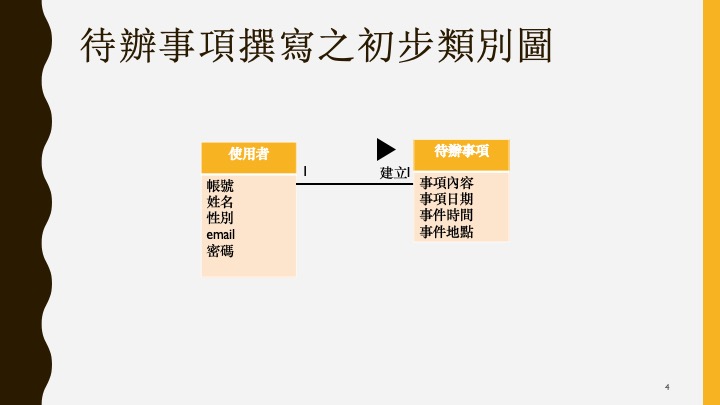 待辦事項撰寫之初步類別圖
使用者
帳號
姓名
性別
email
密碼
1
建立1
待辦事項
事項內容
事項日期
事件時間
事件地點
4